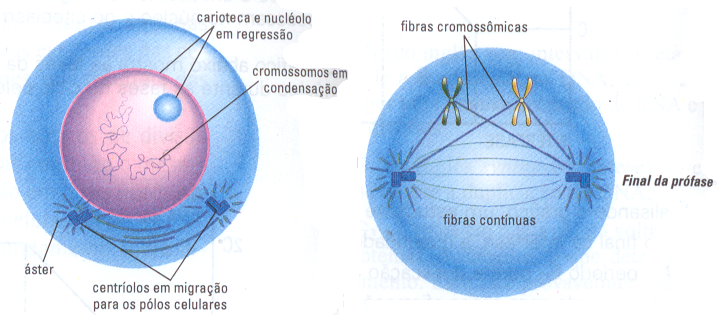 carioteca e nucléolo
em regressão
cromossomos em
condensação
áster
centríolos em migração
para os pólos celulares
fibras cromossômicas
fibras contínuas
Final da prófase